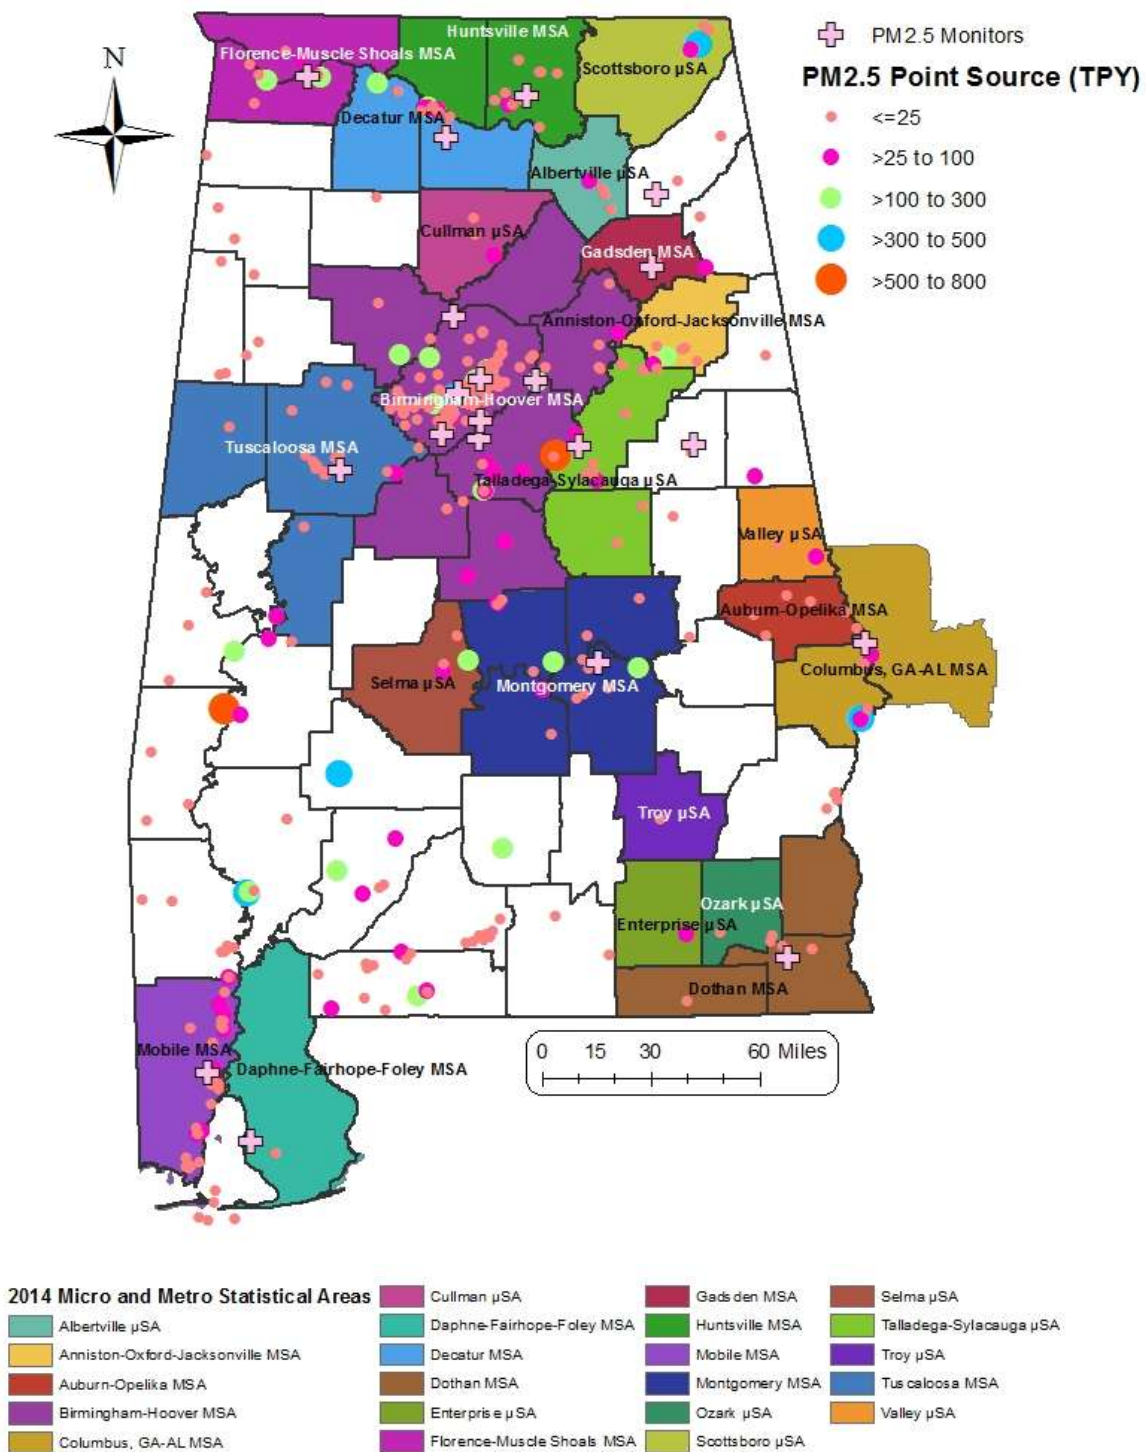 N
PM2.5 Monitors
PM2.5 Point Source (TPY)
<=25
>25 to 100
>100 to 300
>300 to 500
>500 to 800
Huntsville MSA
Florence-Muscle Shoals MSA
Scottsboro µSA
Decatur MSA
Albertville µSA
Cullman µSA
Gadsden MSA
Anniston-Oxford-Jacksonville MSA
Birmingham-Hoover MSA
Tuscaloosa MSA
Talladega-Sylacauga µSA
Valley µSA
Auburn-Opelika MSA
Columbus, GA-AL MSA
Selma µSA
Montgomery MSA
Troy µSA
Ozark µSA
Enterprise µSA
Dothan MSA
Mobile MSA
Daphne-Fairhope-Foley MSA
0 15 30 60 Miles
2014 Micro and Metro Statistical Areas
Albertville µSA
Anniston-Oxford-Jacksonville MSA
Auburn-Opelika MSA
Birmingham-Hoover MSA
Columbus, GA-AL MSA
Cullman µSA
Daphne-Fairhope-Foley MSA
Decatur MSA
Dothan MSA
Enterprise µSA
Florence-Muscle Shoals MSA
Gadsden MSA
Huntsville MSA
Mobile MSA
Montgomery MSA
Ozark µSA
Scottsboro µSA
Selma µSA
Talladega-Sylacauga µSA
Troy µSA
Tuscaloosa MSA
Valley µSA